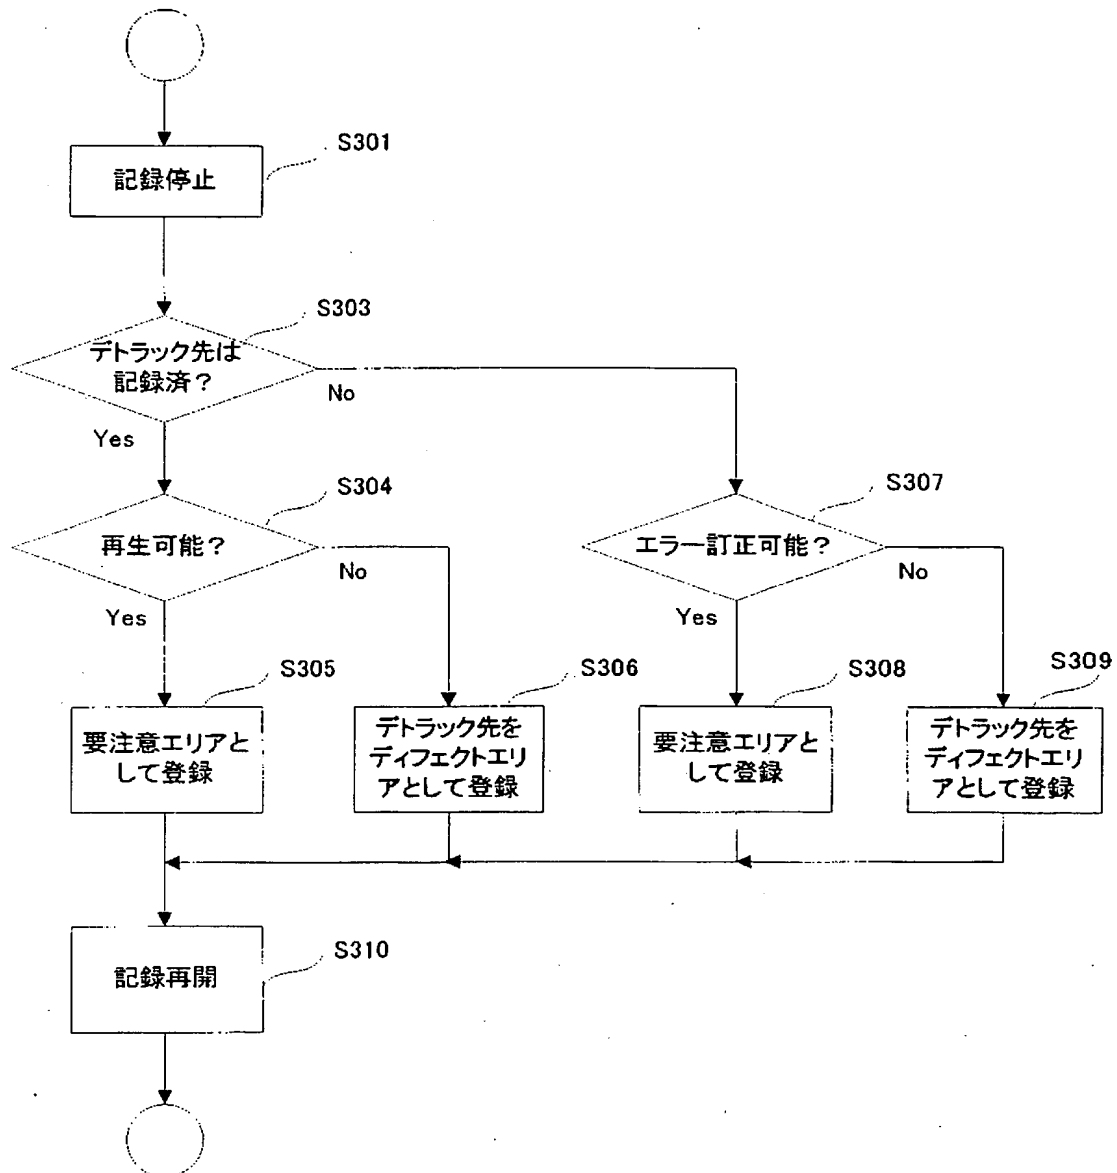 S301
記録停止
S303
デトラック先は
記録済？
No
Yes
S304
再生可能？
No
Yes
S307
エラー訂正可能？
No
Yes
S305
要注意エリアと
して登録
S306
デトラック先を
ディフェクトエリ
アとして登録
S308
要注意エリアと
して登録
S309
デトラック先を
ディフェクトエリ
アとして登録
S310
記録再開